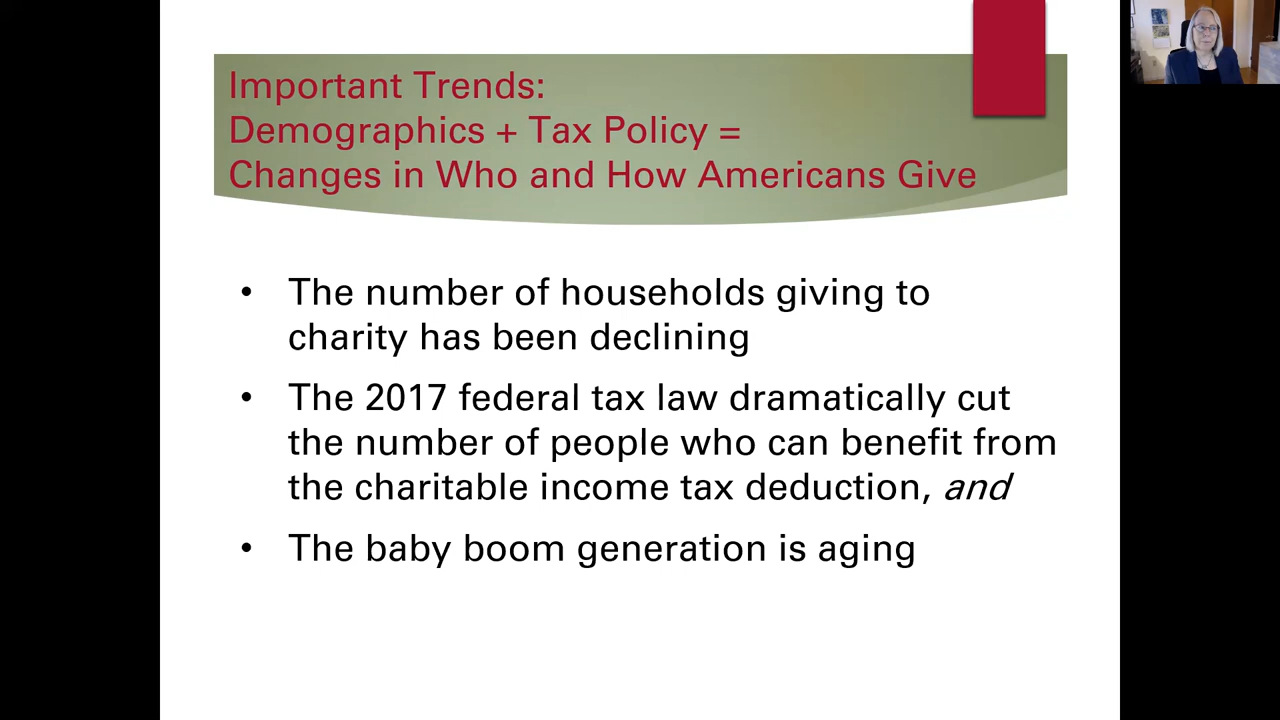 Important Trends:
Demographics + Tax Policy =
Changes in Who and How Americans Give
• The number of households giving to
charity has been declining
• The 2017 federal tax law dramatically cut
the number of people who can benefit from
the charitable income tax deduction, and
• The baby boom generation is aging